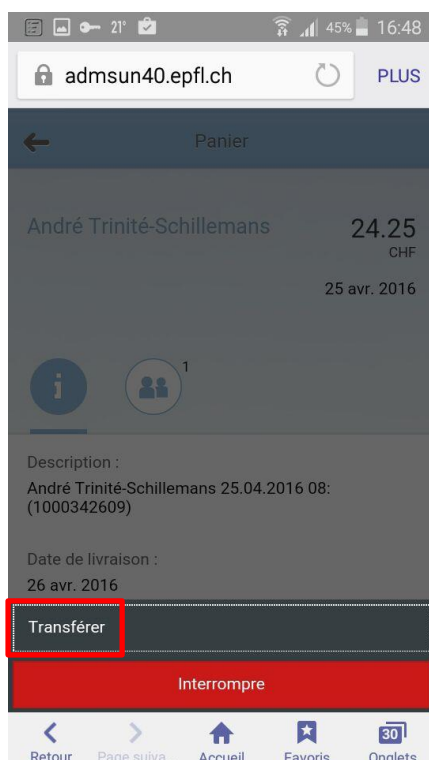 21° 45% 16:48
admsun40.epfl.ch PLUS
Panier
André Trinité-Schillemans 24.25
CHF
25 avr. 2016
i 1
Description :
André Trinité-Schillemans 25.04.2016 08:
(1000342609)
Date de livraison :
26 avr. 2016
Transférer
Interrompre
30
Retour Page suiva Accueil Favoris Onglets